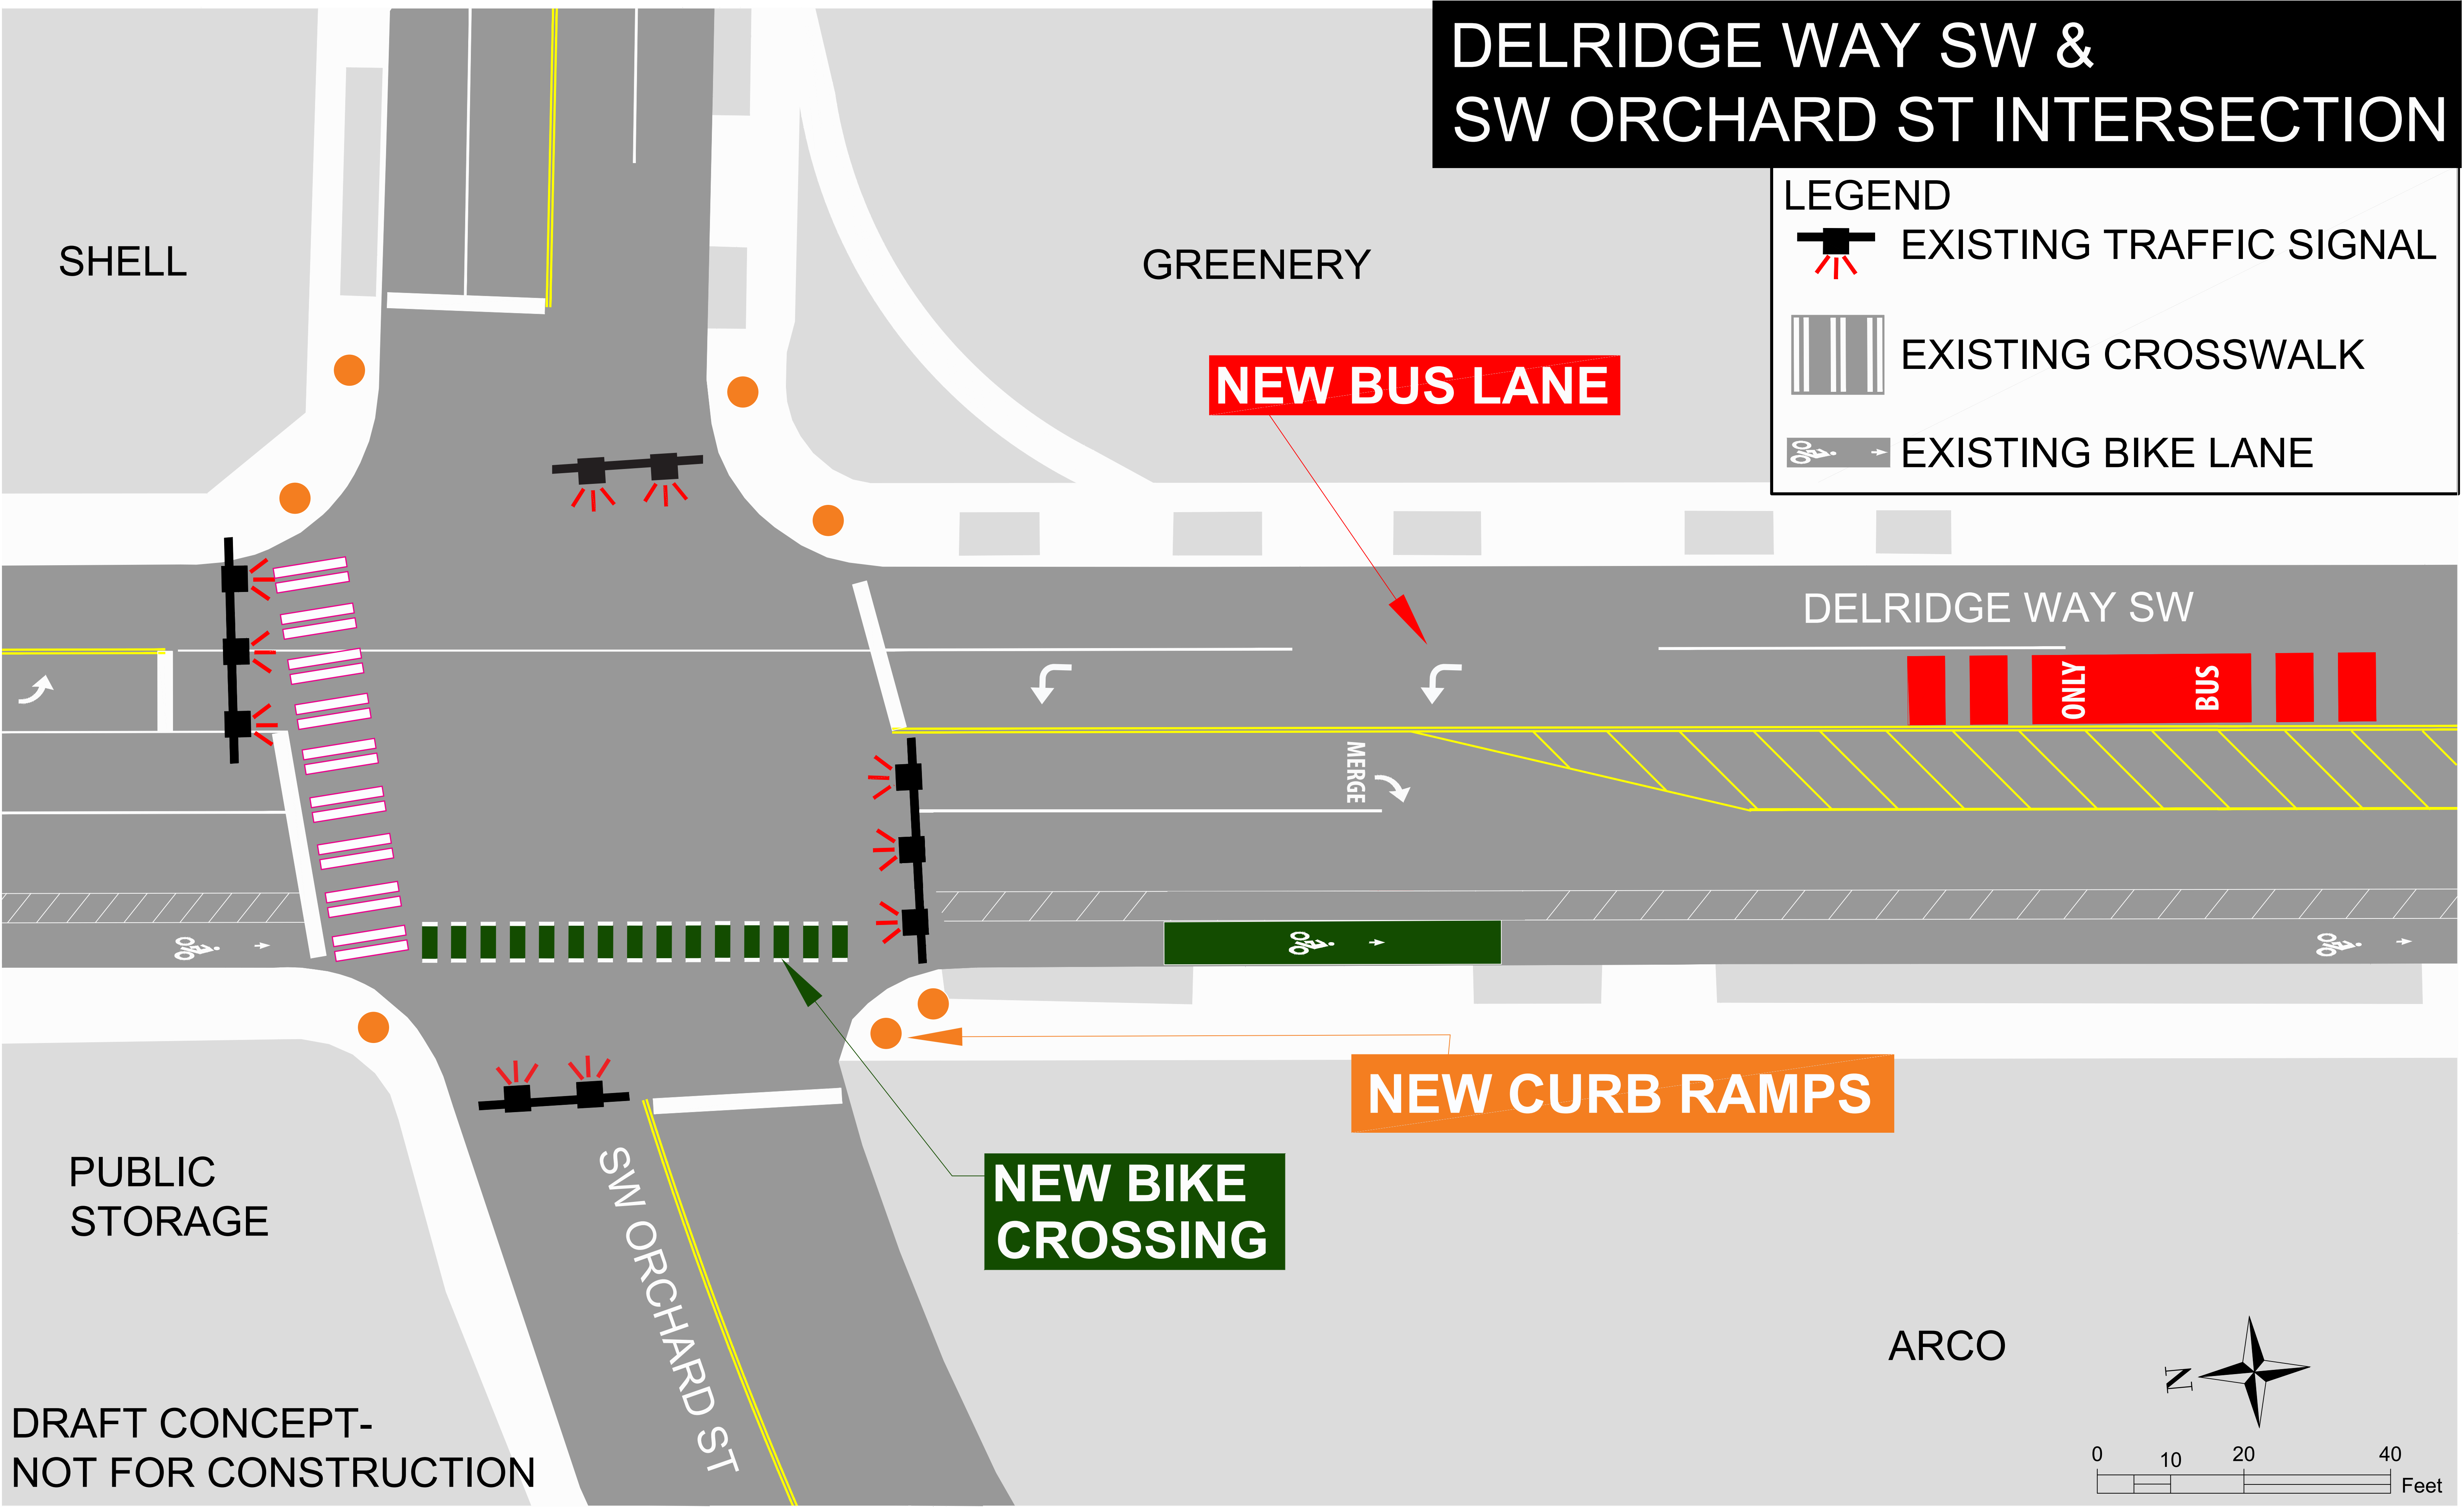 DELRIDGE WAY SW &
SW ORCHARD ST INTERSECTION
LEGEND
EXISTING TRAFFIC SIGNAL
EXISTING CROSSWALK
EXISTING BIKE LANE
SHELL
GREENERY
NEW BUS LANE
DELRIDGE WAY SW
ONLY
BUS
MERGE
NEW CURB RAMPS
NEW BIKE
CROSSING
PUBLIC
STORAGE
SW ORCHARD ST
ARCO
N
DRAFT CONCEPT-
NOT FOR CONSTRUCTION
0 10 20 40
Feet